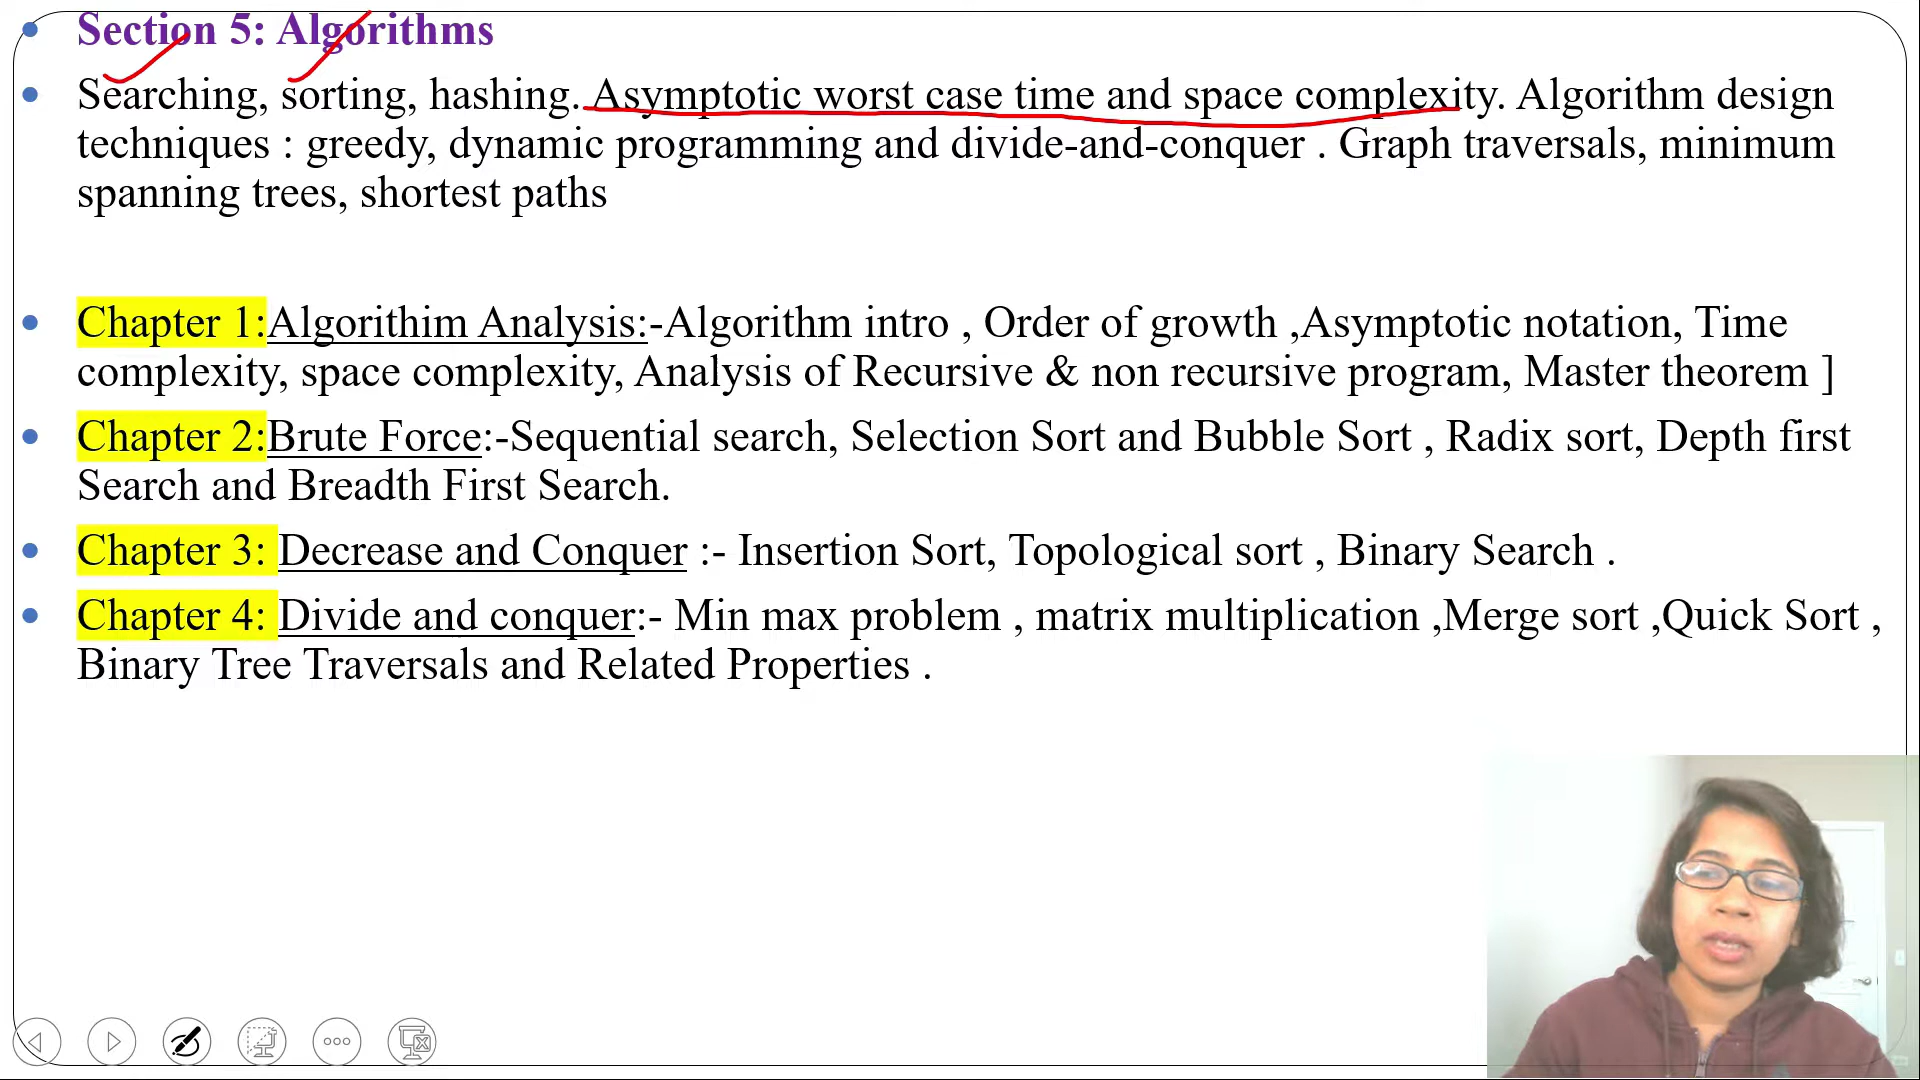 Section 5: Algorithms
Searching, sorting, hashing. Asymptotic worst case time and space complexity. Algorithm design
techniques : greedy, dynamic programming and divide-and-conquer . Graph traversals, minimum
spanning trees, shortest paths
Chapter 1:Algorithim Analysis:-Algorithm intro , Order of growth ,Asymptotic notation, Time
complexity, space complexity, Analysis of Recursive & non recursive program, Master theorem ]
Chapter 2:Brute Force:-Sequential search, Selection Sort and Bubble Sort , Radix sort, Depth first
Search and Breadth First Search.
Chapter 3: Decrease and Conquer :- Insertion Sort, Topological sort , Binary Search .
Chapter 4: Divide and conquer:- Min max problem , matrix multiplication ,Merge sort ,Quick Sort ,
Binary Tree Traversals and Related Properties .